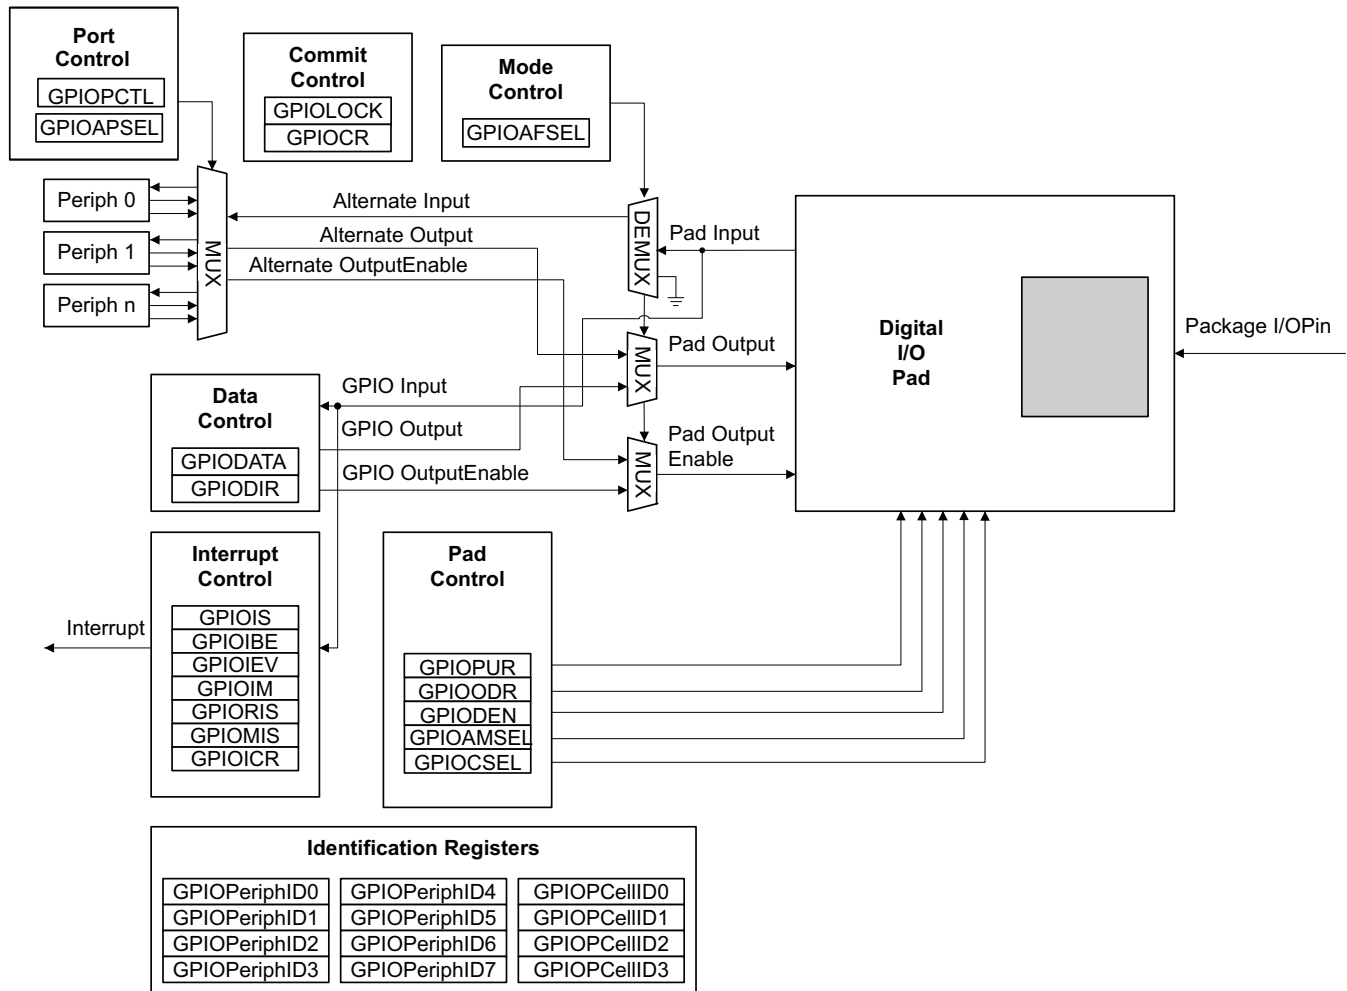 Port
Control
GPIOPCTL
GPIOAPSEL
Commit
Control
GPIOLOCK
GPIOCR
Mode
Control
GPIOAFSEL
Periph 0
Periph 1
Periph n
MUX
Alternate Input
Alternate Output
Alternate OutputEnable
DEMUX
Pad Input
MUX
Pad Output
MUX
Pad Output
Enable
Digital
I/O
Pad
Package I/OPin
Data
Control
GPIODATA
GPIODIR
GPIO Input
GPIO Output
GPIO OutputEnable
Interrupt
Control
GPIOIS
GPIOIBE
GPIOIEV
GPIOIM
GPIORIS
GPIOMIS
GPIOICR
Interrupt
Pad
Control
GPIOPUR
GPIOODR
GPIODEN
GPIOAMSEL
GPIOCSEL
Identification Registers
GPIOPeriphID0
GPIOPeriphID1
GPIOPeriphID2
GPIOPeriphID3
GPIOPeriphID4
GPIOPeriphID5
GPIOPeriphID6
GPIOPeriphID7
GPIOPCellID0
GPIOPCellID1
GPIOPCellID2
GPIOPCellID3